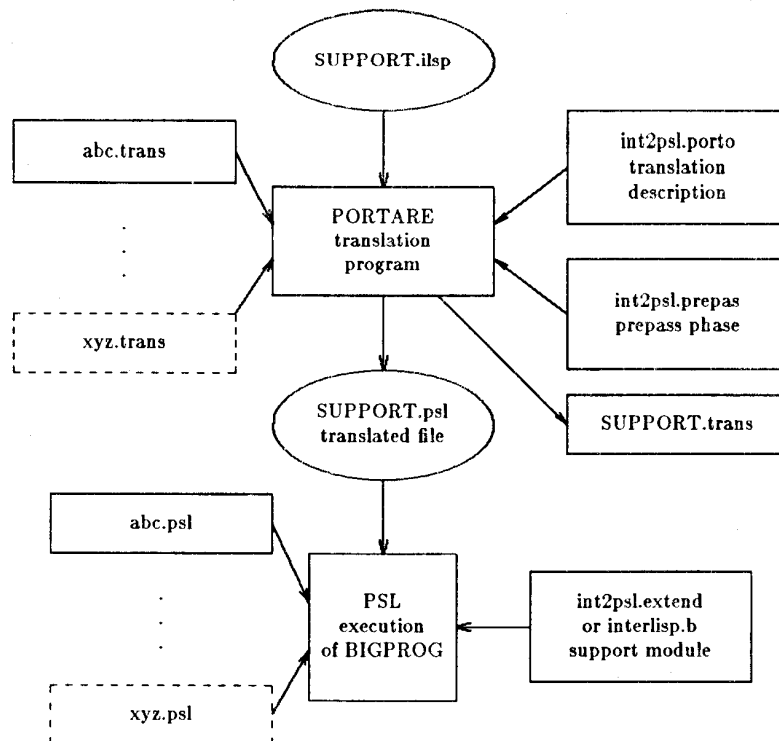 SUPPORT.ilsp
abc.trans
int2psl.porto
translation
description
PORTARE
translation
program
xyz.trans
int2psl.prepas
prepass phase
SUPPORT.psl
translated file
SUPPORT.trans
abc.psl
PSL
execution
of BIGPROG
int2psl.extend
or interlisp.b
support module
xyz.psl